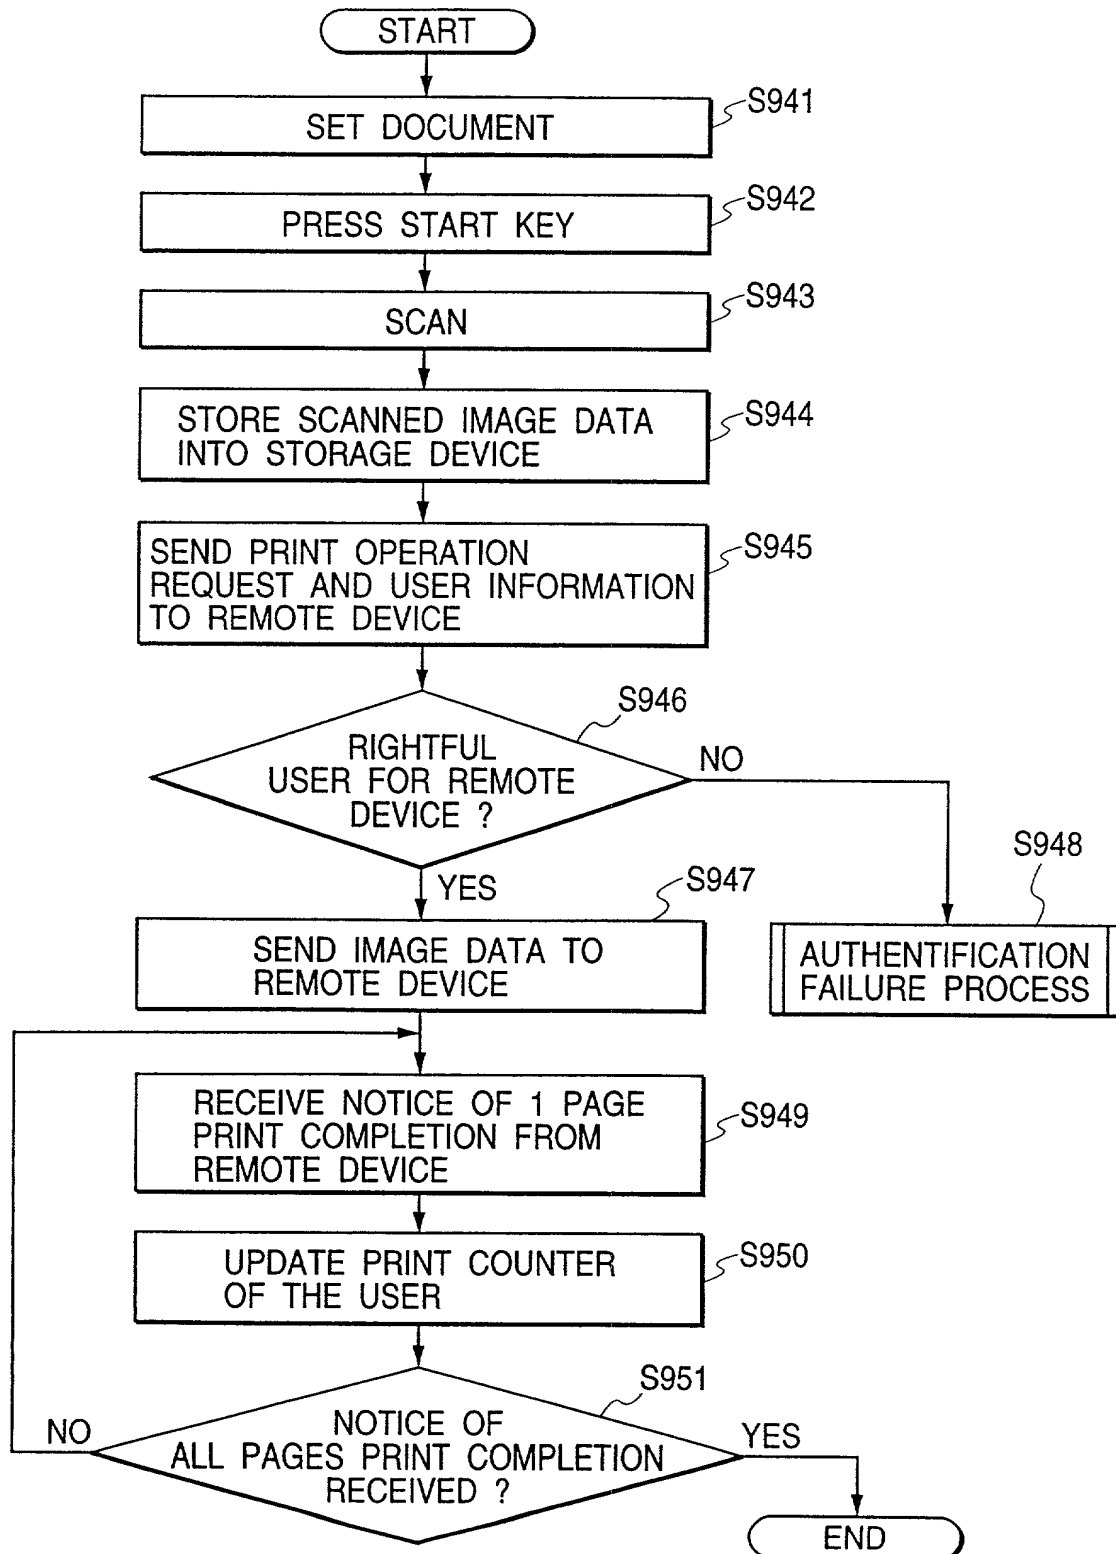 START
S941
SET DOCUMENT
S942
PRESS START KEY
S943
SCAN
S944
STORE SCANNED IMAGE DATA
INTO STORAGE DEVICE
S945
SEND PRINT OPERATION
REQUEST AND USER INFORMATION
TO REMOTE DEVICE
S946
RIGHTFUL
USER FOR REMOTE
DEVICE ?
NO
YES
S947
SEND IMAGE DATA TO
REMOTE DEVICE
S948
AUTHENTIFICATION
FAILURE PROCESS
S949
RECEIVE NOTICE OF 1 PAGE
PRINT COMPLETION FROM
REMOTE DEVICE
S950
UPDATE PRINT COUNTER
OF THE USER
S951
NOTICE OF
ALL PAGES PRINT COMPLETION
RECEIVED ?
NO
YES
END